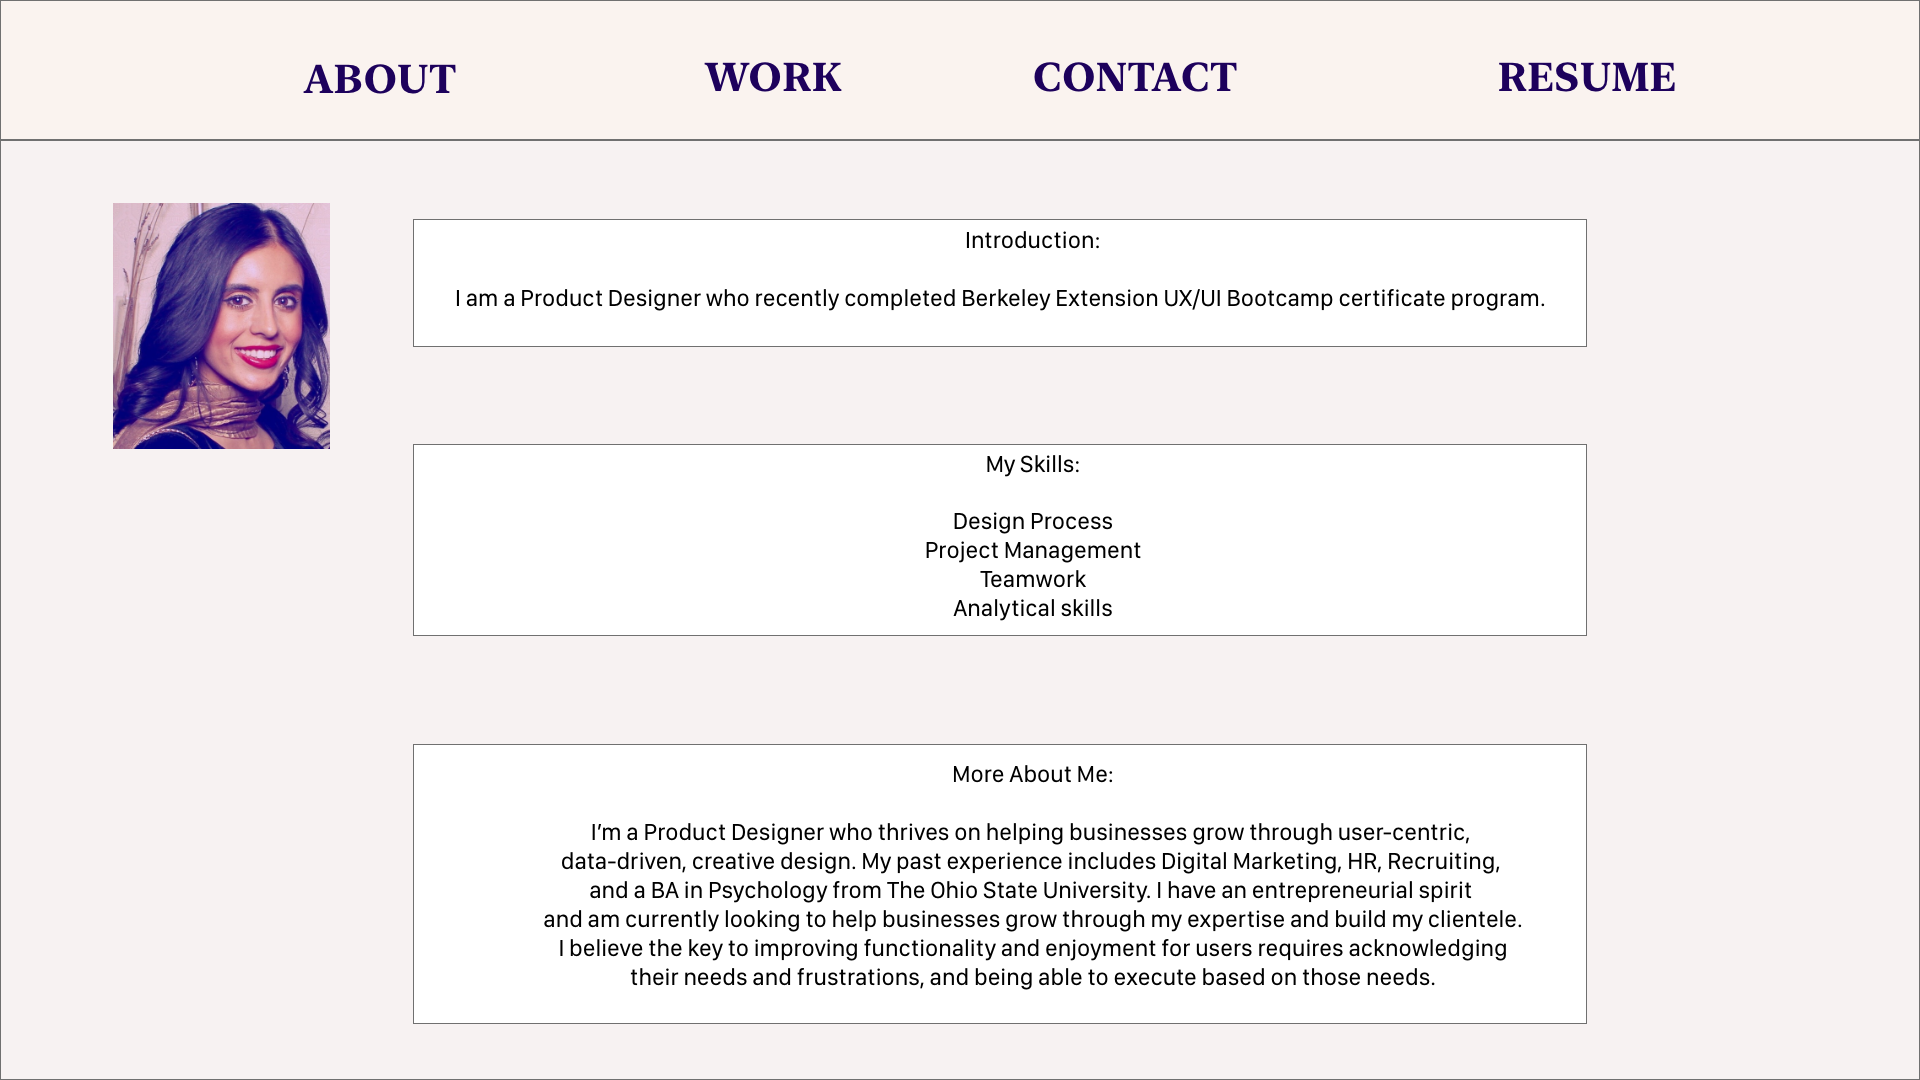 ABOUT WORK CONTACT RESUME
Introduction:
I am a Product Designer who recently completed Berkeley Extension UX/UI Bootcamp certificate program.
My Skills:
Design Process
Project Management
Teamwork
Analytical skills
More About Me:
I’m a Product Designer who thrives on helping businesses grow through user-centric,
data-driven, creative design. My past experience includes Digital Marketing, HR, Recruiting,
and a BA in Psychology from The Ohio State University. I have an entrepreneurial spirit
and am currently looking to help businesses grow through my expertise and build my clientele.
I believe the key to improving functionality and enjoyment for users requires acknowledging
their needs and frustrations, and being able to execute based on those needs.